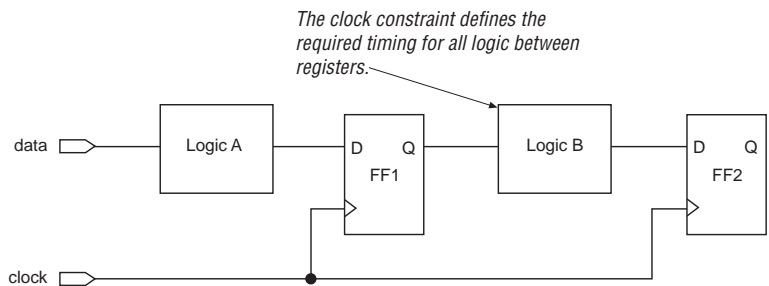 The clock constraint defines the
required timing for all logic between
registers.
data
Logic A
D Q
FF1
Logic B
D Q
FF2
clock